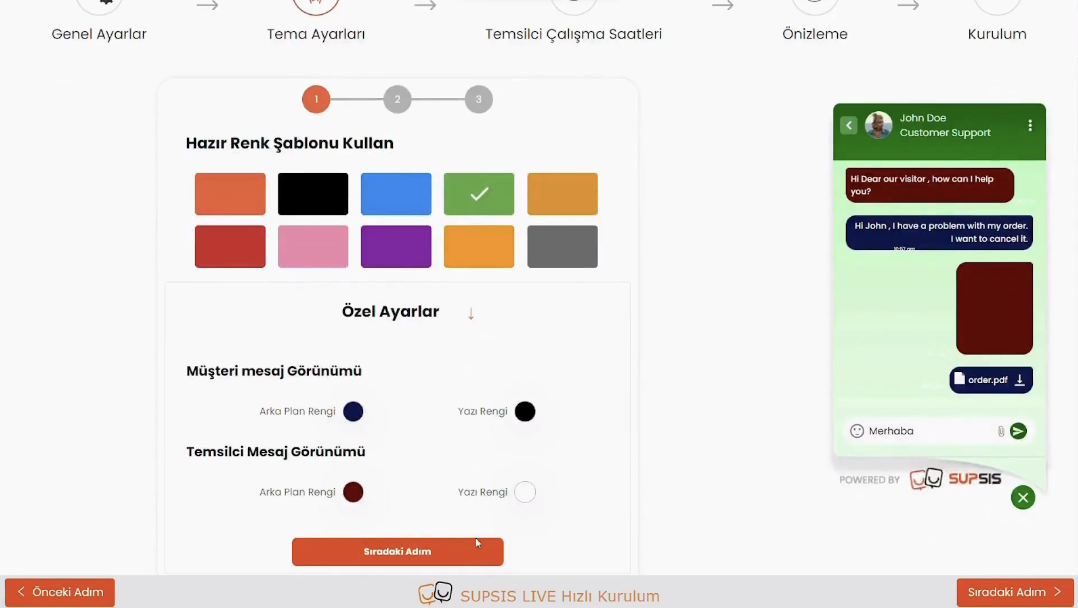 Genel Ayarlar
Tema Ayarları
Temsilci Çalışma Saatleri
Önizleme
Kurulum
1
2
3
Hazır Renk Şablonu Kullan
Özel Ayarlar ↓
Müşteri mesaj Görünümü
Arka Plan Rengi
Yazı Rengi
Temsilci Mesaj Görünümü
Arka Plan Rengi
Yazı Rengi
Sıradaki Adım
John Doe
Customer Support
Hi Dear our visitor , how can I help
you?
Hi John , I have a problem with my order.
I want to cancel it.
10:57 am
order.pdf
Merhaba
POWERED BY SUPSIS
Önceki Adım
SUPSIS LIVE Hızlı Kurulum
Sıradaki Adım